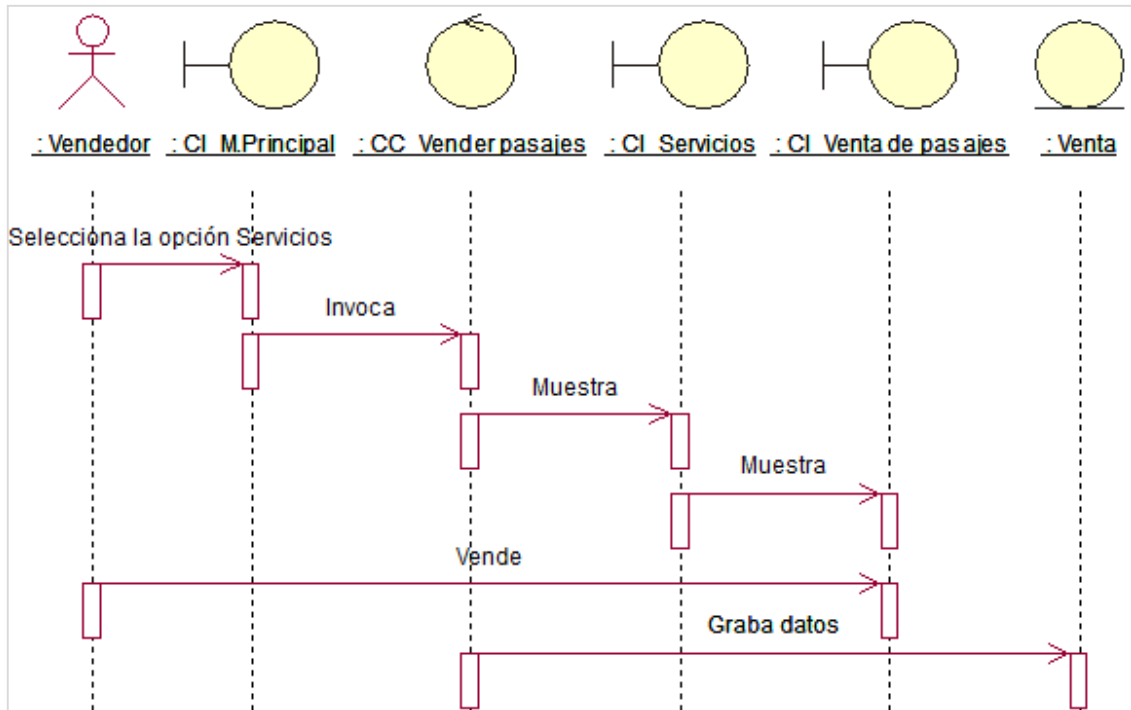 : Vendedor
: CI_M.Principal
: CC_Vender pasajes
: CI_Servicios
: CI_Venta de pasajes
: Venta
Selecciona la opción Servicios
Invoca
Muestra
Muestra
Vende
Graba datos